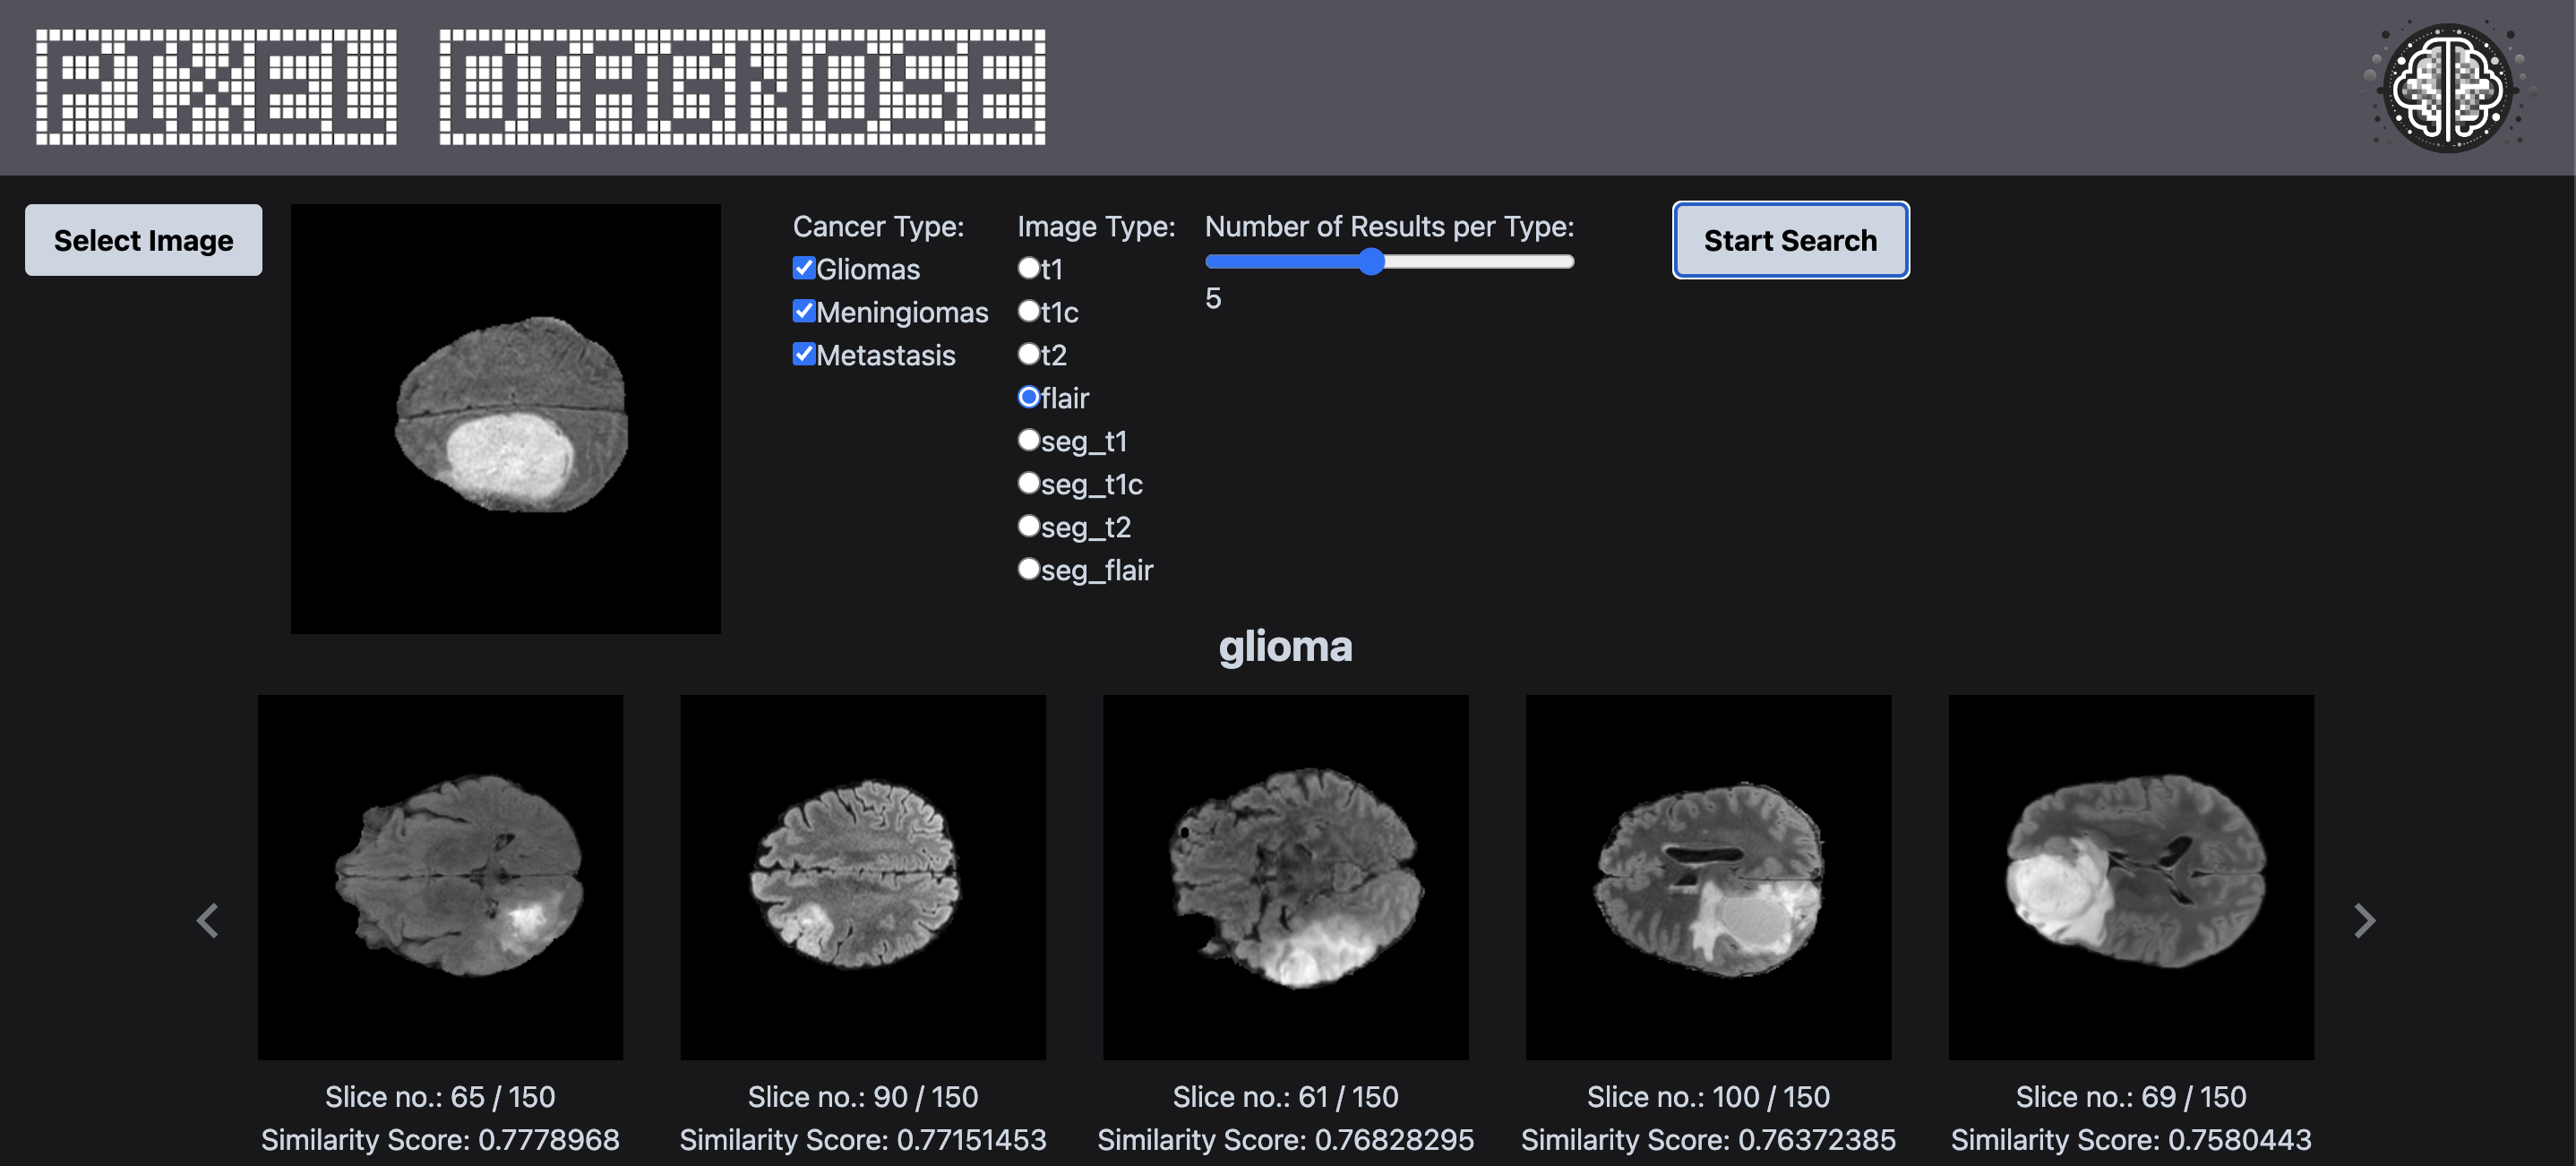 PIXEL DIAGNOSE
Select Image
Cancer Type:
Gliomas
Meningiomas
Metastasis
Image Type:
t1
t1c
t2
flair
seg_t1
seg_t1c
seg_t2
seg_flair
Number of Results per Type:
5
Start Search
glioma
Slice no.: 65 / 150
Similarity Score: 0.7778968
Slice no.: 90 / 150
Similarity Score: 0.77151453
Slice no.: 61 / 150
Similarity Score: 0.76828295
Slice no.: 100 / 150
Similarity Score: 0.76372385
Slice no.: 69 / 150
Similarity Score: 0.7580443